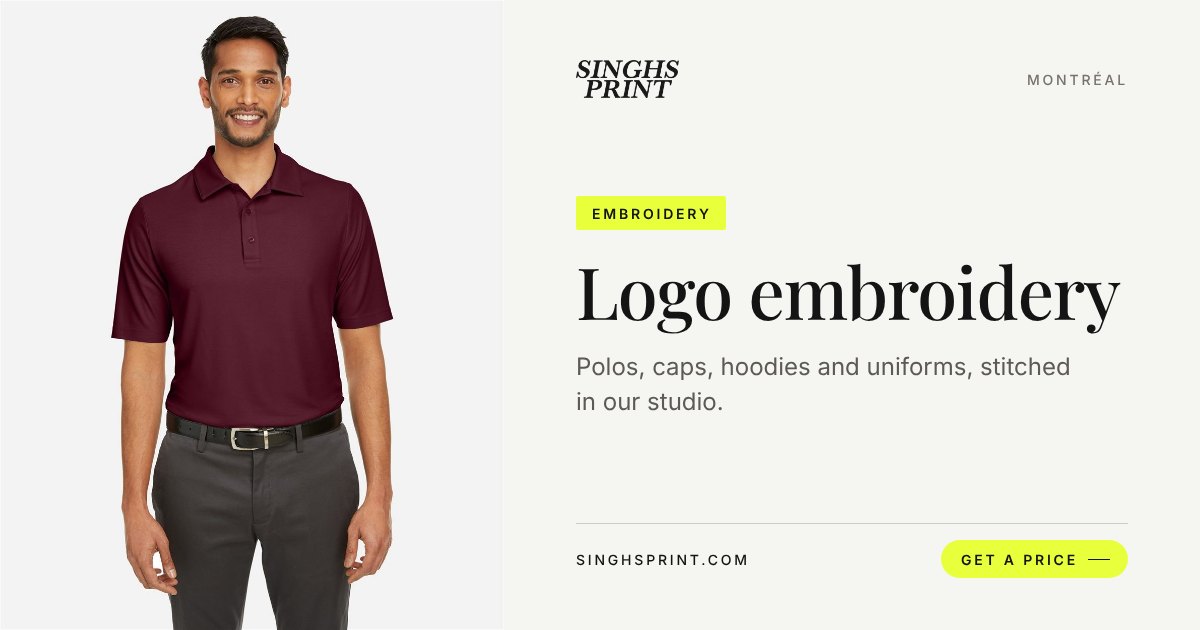 SINGHS
PRINT
MONTRÉAL
EMBROIDERY
Logo embroidery
Polos, caps, hoodies and uniforms, stitched
in our studio.
SINGHSPRINT.COM
GET A PRICE